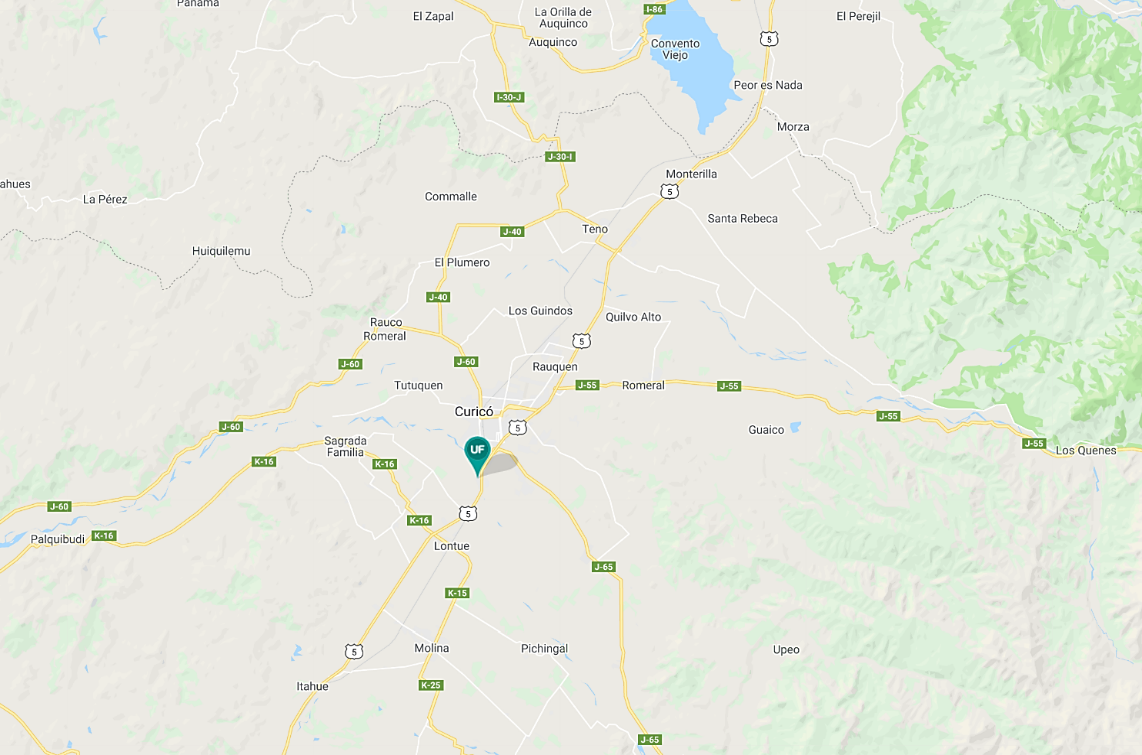 Panamá
El Zapal
La Orilla de
Auquinco
I-86
El Perejil
Auquinco
Convento
Viejo
5
Peor es Nada
I-30-J
Morza
J-30-I
Monterilla
5
ahues
La Pérez
Commalle
Santa Rebeca
J-40
Teno
Huiquilemu
El Plumero
J-40
Los Guindos
Quilvo Alto
Rauco
Romeral
5
J-60
J-60
Rauquen
Tutuquen
J-55
Romeral
J-55
Curicó
J-55
J-60
5
Guaico
Sagrada
Familia
J-55
Los Quenes
UF
K-16
K-16
J-60
5
K-16
Palquibudi
K-16
Lontue
J-65
K-15
5
Molina
Pichingal
Upeo
Itahue
K-25
J-65